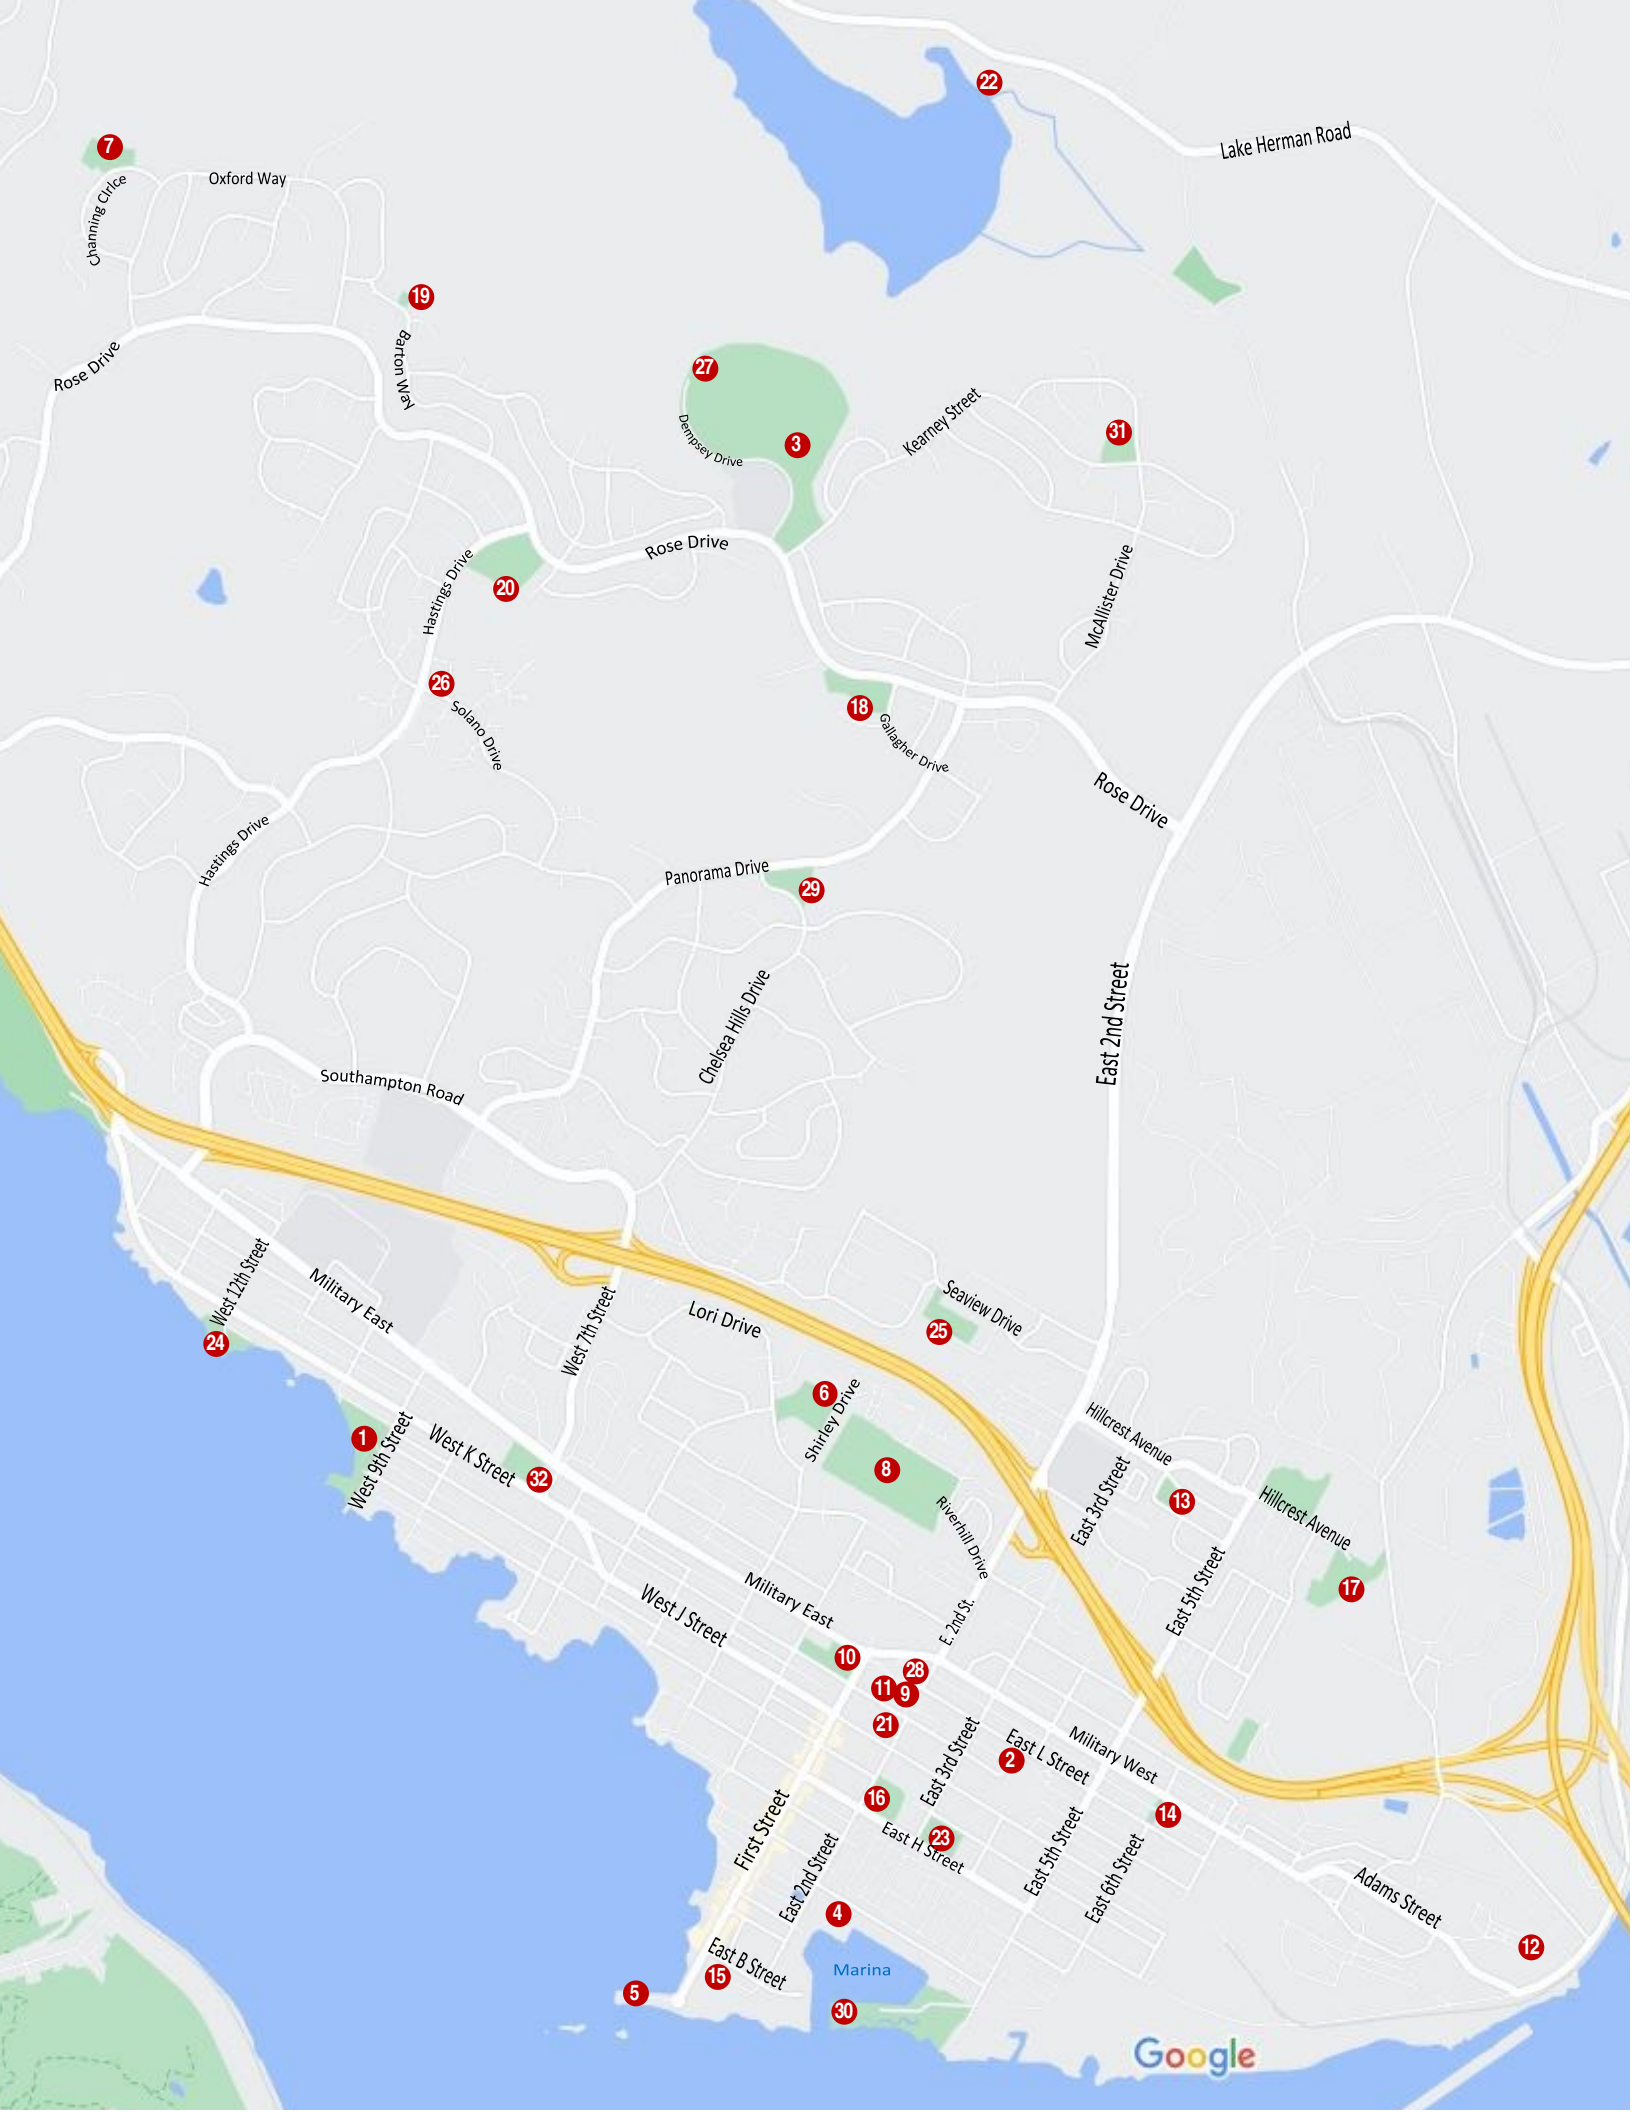 22
Lake Herman Road
7
Oxford Way
Channing CIrlce
19
Barton Way
Rose Drive
27
3
Dempsey Drive
Kearney Street
31
Rose Drive
Hastings Drive
20
McAllister Drive
26
Solano Drive
18
Gallagher Drive
Rose Drive
Hastings Drive
Panorama Drive
29
East 2nd Street
Chelsea Hills Drive
Southampton Road
West 12th Street
Military East
24
West 7th Street
Lori Drive
Seaview Drive
25
6
Shirley Drive
8
Riverhill Drive
1
West 9th Street
West K Street
32
Hillcrest Avenue
East 3rd Street
13
Hillcrest Avenue
17
East 5th Street
Military East
West J Street
E. 2nd St.
10
28
11
9
21
East 3rd Street
East L Street
2
Military West
16
14
First Street
East H Street
23
East 2nd Street
East 5th Street
East 6th Street
Adams Street
4
12
East B Street
15
Marina
5
30
Google